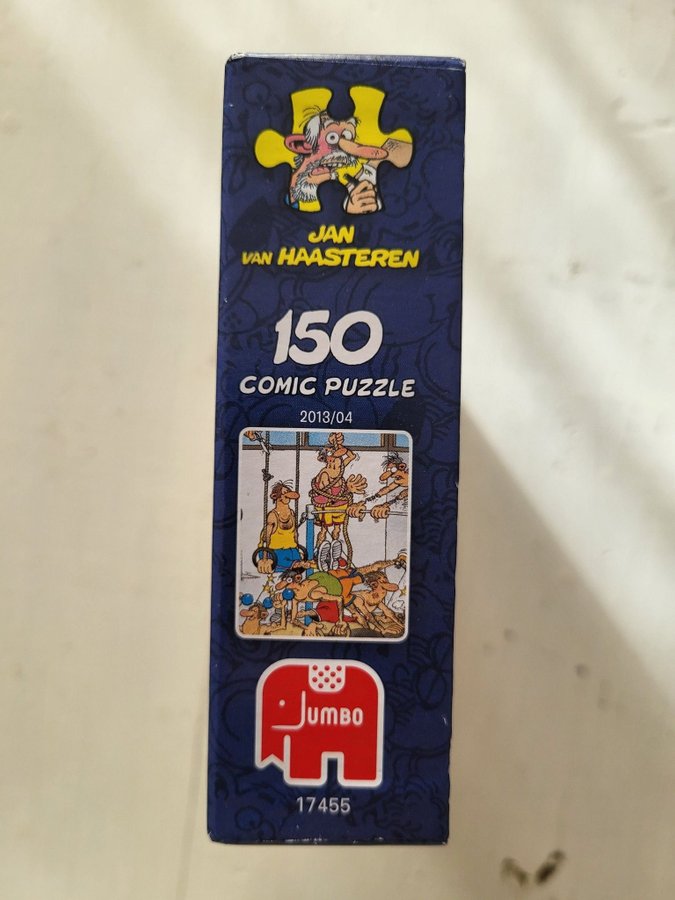 JAN
VAN HAASTEREN
150
COMIC PUZZLE
2013/04
JUMBO
17455